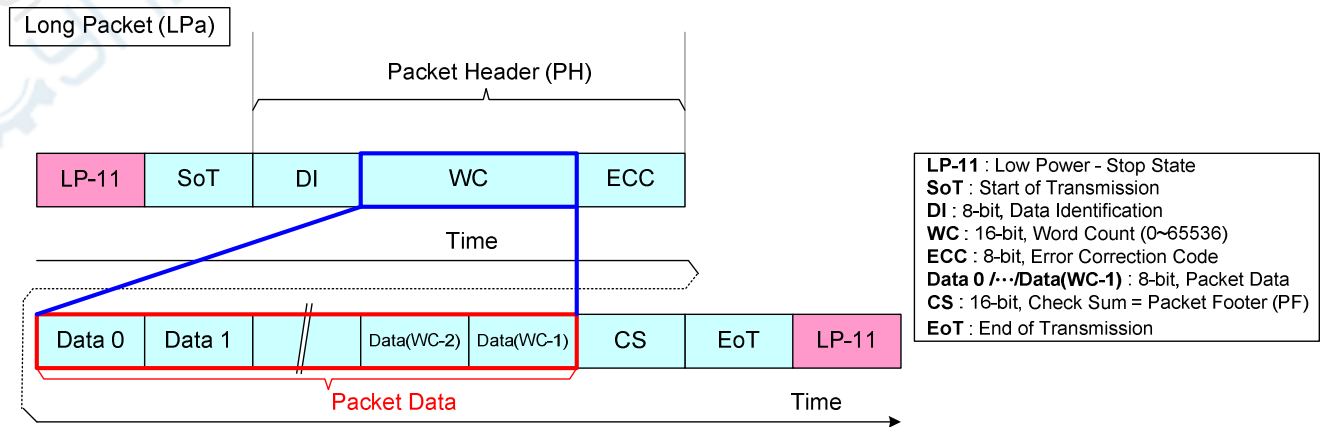 Long Packet (LPa)
Packet Header (PH)
LP-11 SoT DI WC ECC
Time
Data 0 Data 1 Data(WC-2) Data(WC-1) CS EoT LP-11
Packet Data
Time
LP-11 : Low Power - Stop State
SoT : Start of Transmission
DI : 8-bit, Data Identification
WC : 16-bit, Word Count (0~65536)
ECC : 8-bit, Error Correction Code
Data 0 /···/Data(WC-1) : 8-bit, Packet Data
CS : 16-bit, Check Sum = Packet Footer (PF)
EoT : End of Transmission